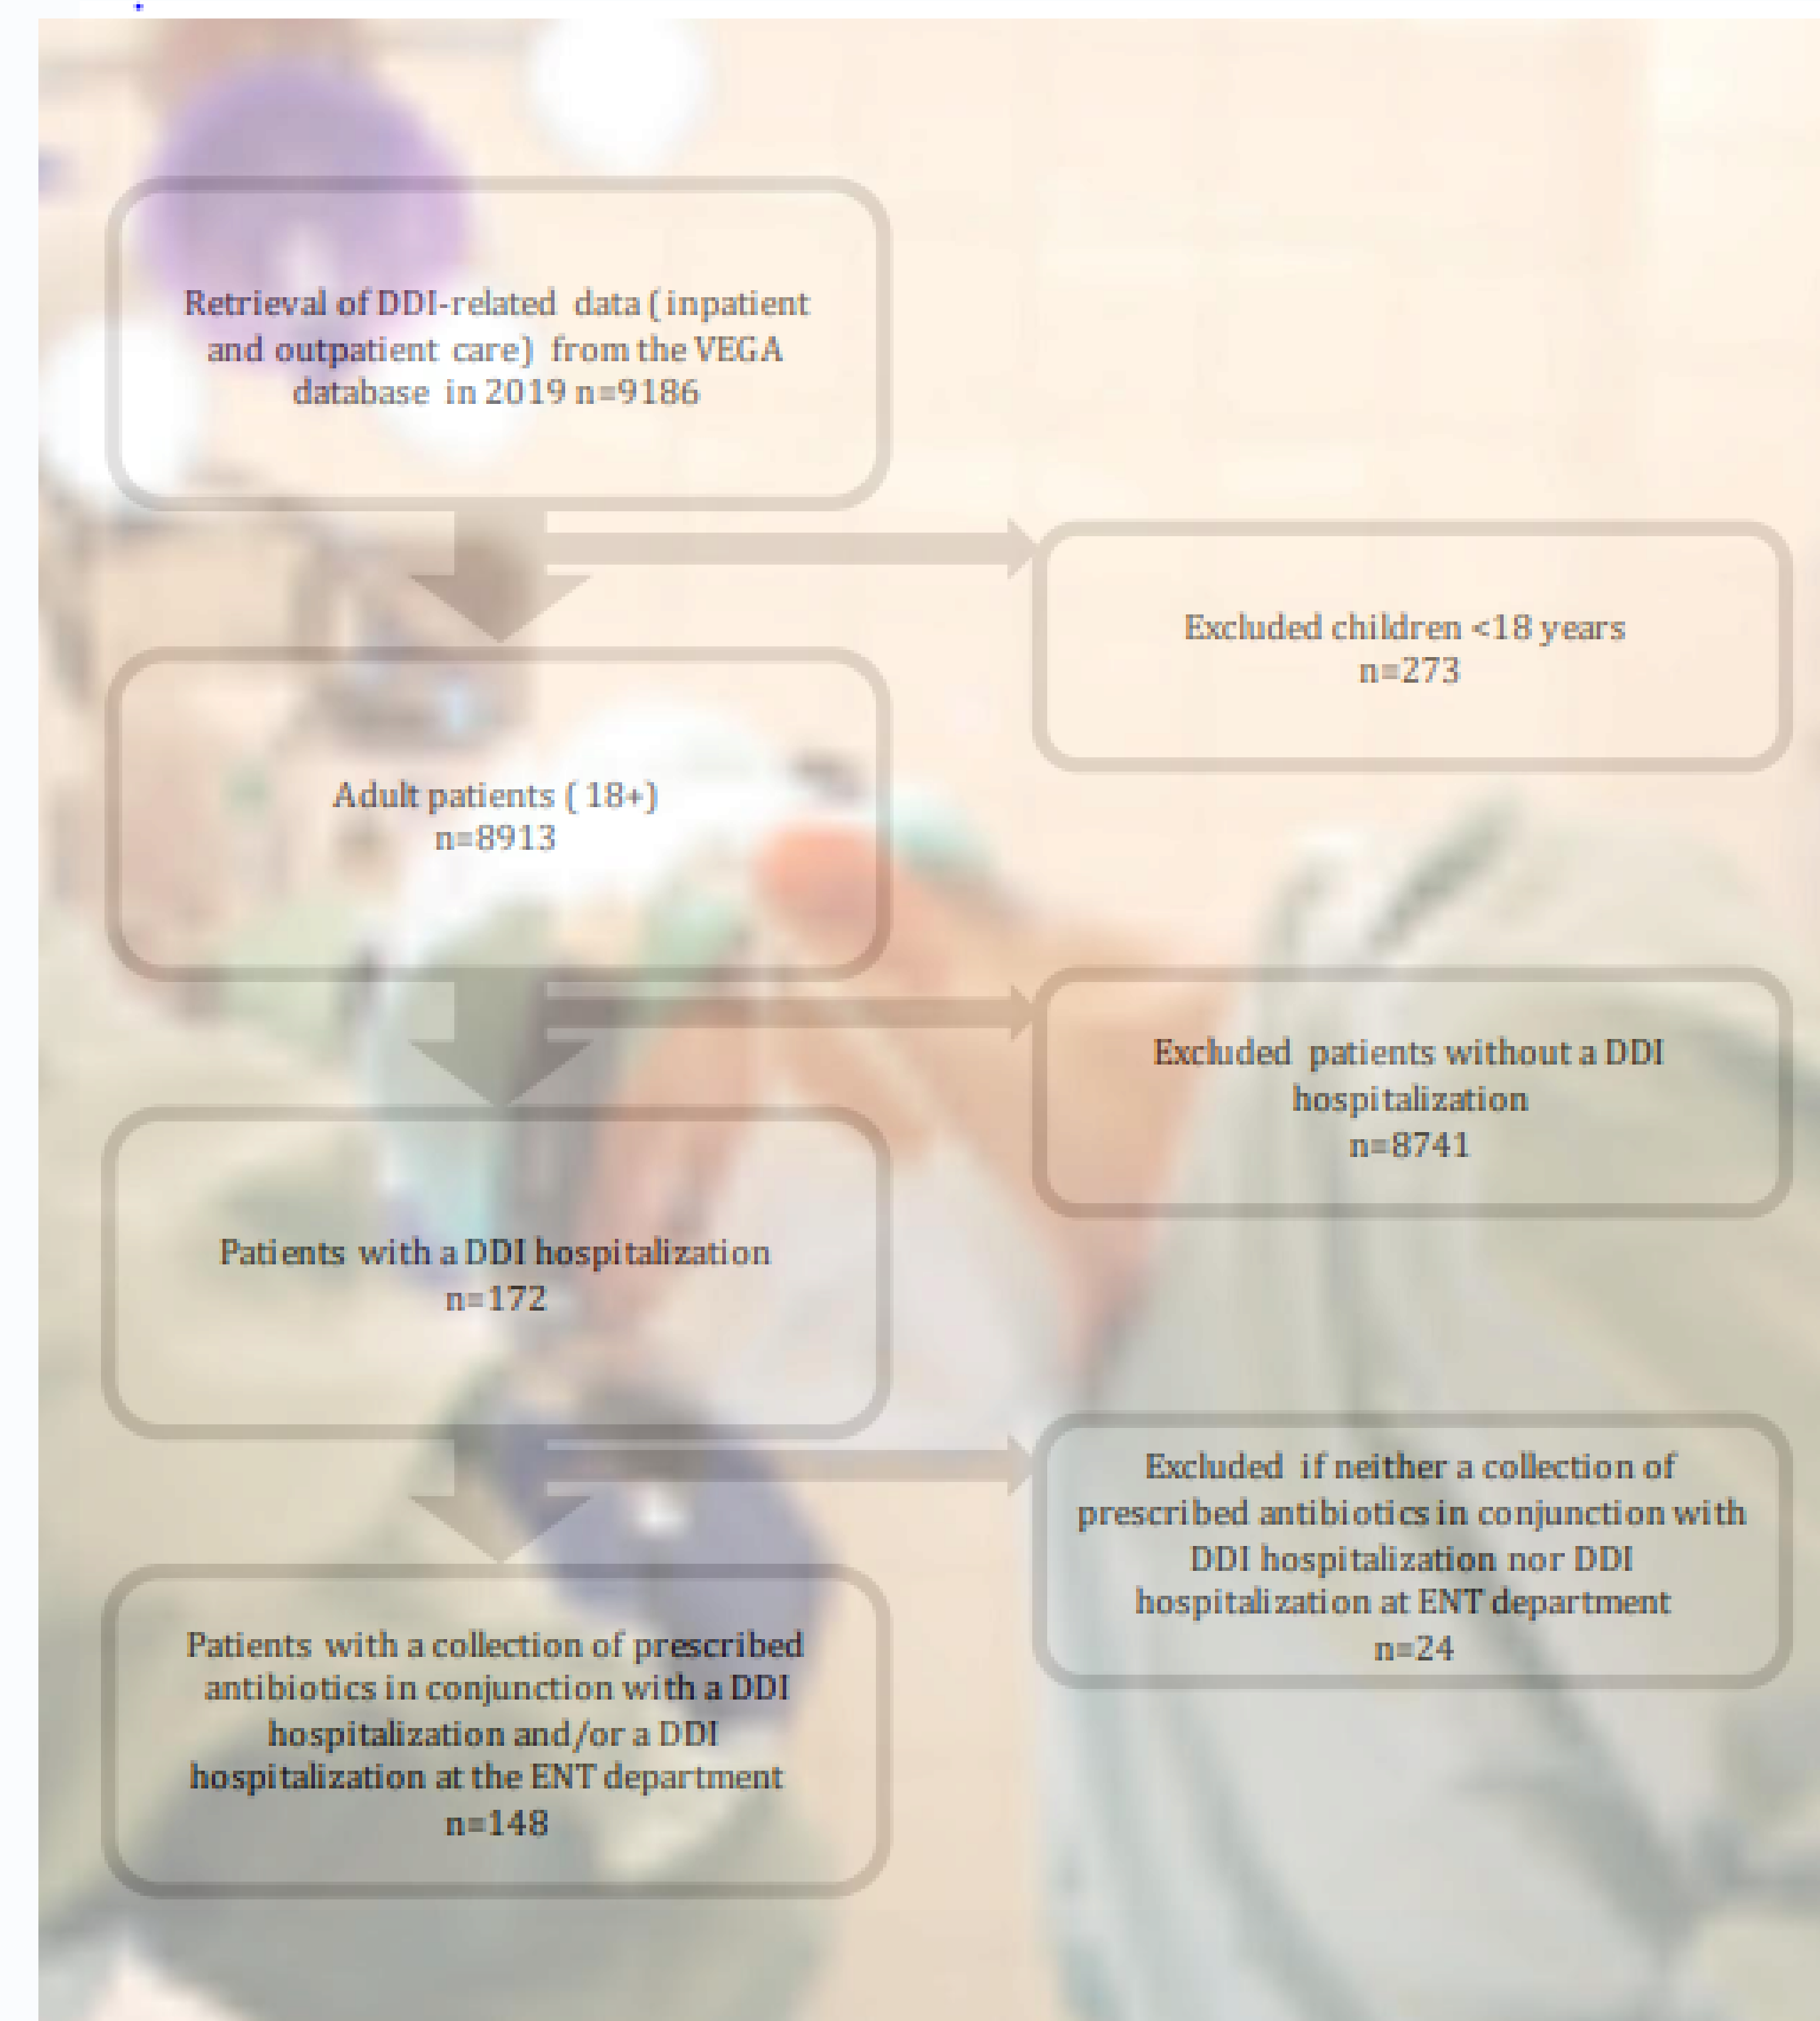 Retrieval of DDI-related data ( inpatient
and outpatient care) from the VEGA
database in 2019 n=9186
Excluded children <18 years
n=273
Adult patients ( 18+)
n=8913
Excluded patients without a DDI
hospitalization
n=8741
Patients with a DDI hospitalization
n=172
Excluded if neither a collection of
prescribed antibiotics in conjunction with
DDI hospitalization nor DDI
hospitalization at ENT department
n=24
Patients with a collection of prescribed
antibiotics in conjunction with a DDI
hospitalization and/or a DDI
hospitalization at the ENT department
n=148